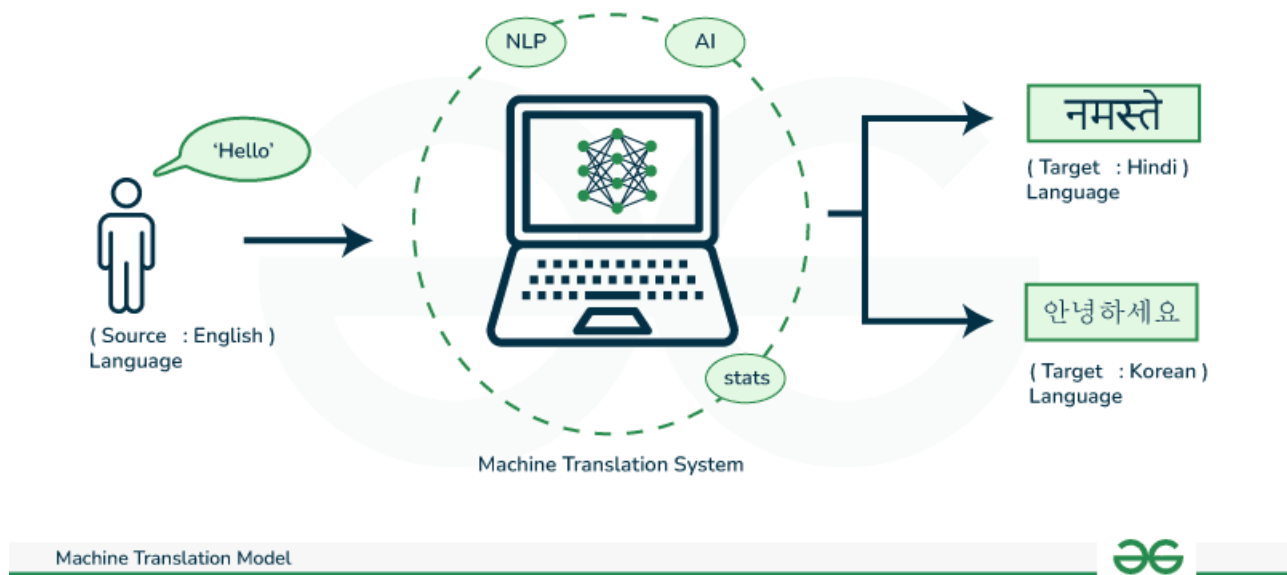 NLP
AI
'Hello'
( Source : English )
Language
stats
Machine Translation System
नमस्ते
( Target : Hindi )
Language
안녕하세요
( Target : Korean )
Language
Machine Translation Model